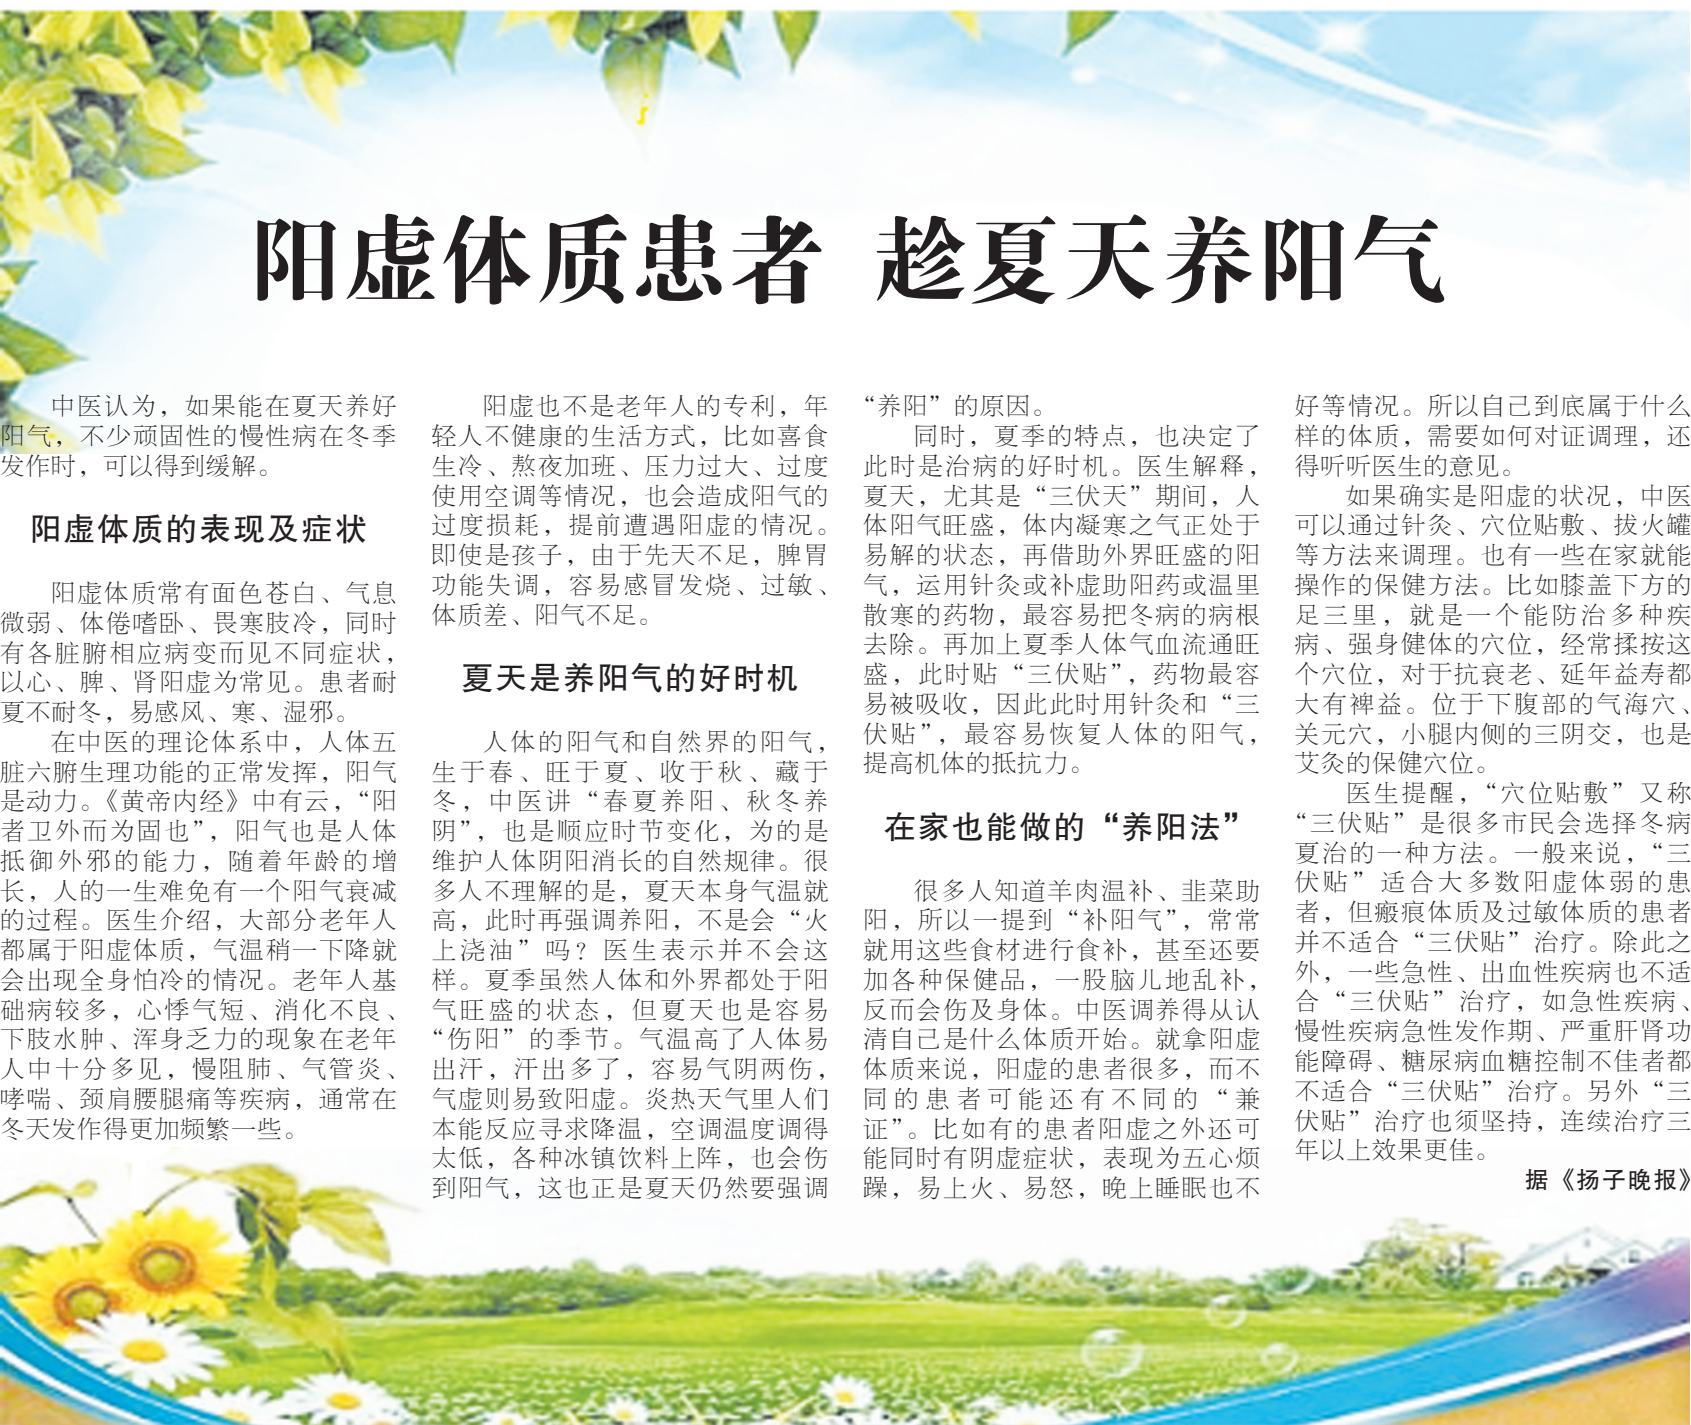 阳虚体质患者 趁夏天养阳气
中医认为，如果能在夏天养好
阳气，不少顽固性的慢性病在冬季
发作时，可以得到缓解。
阳虚体质的表现及症状
阳虚体质常有面色苍白、气息
微弱、体倦嗜卧、畏寒肢冷，同时
有各脏腑相应病变而见不同症状，
以心、脾、肾阳虚为常见。患者耐
夏不耐冬，易感风、寒、湿邪。
在中医的理论体系中，人体五
脏六腑生理功能的正常发挥，阳气
是动力。《黄帝内经》中有云，“阳
者卫外而为固也”，阳气也是人体
抵御外邪的能力，随着年龄的增
长，人的一生难免有一个阳气衰减
的过程。医生介绍，大部分老年人
都属于阳虚体质，气温稍一下降就
会出现全身怕冷的情况。老年人基
础病较多，心悸气短、消化不良、
下肢水肿、浑身乏力的现象在老年
人中十分多见，慢阻肺、气管炎、
哮喘、颈肩腰腿痛等疾病，通常在
冬天发作得更加频繁一些。
阳虚也不是老年人的专利，年
轻人不健康的生活方式，比如喜食
生冷、熬夜加班、压力过大、过度
使用空调等情况，也会造成阳气的
过度损耗，提前遭遇阳虚的情况。
即使是孩子，由于先天不足，脾胃
功能失调，容易感冒发烧、过敏、
体质差、阳气不足。
夏天是养阳气的好时机
人体的阳气和自然界的阳气，
生于春、旺于夏、收于秋、藏于
冬，中医讲“春夏养阳、秋冬养
阴”，也是顺应时节变化，为的是
维护人体阴阳消长的自然规律。很
多人不理解的是，夏天本身气温就
高，此时再强调养阳，不是会“火
上浇油”吗？医生表示并不会这
样。夏季虽然人体和外界都处于阳
气旺盛的状态，但夏天也是容易
“伤阳”的季节。气温高了人体易
出汗，汗出多了，容易气阴两伤，
气虚则易致阳虚。炎热天气里人们
本能反应寻求降温，空调温度调得
太低，各种冰镇饮料上阵，也会伤
到阳气，这也正是夏天仍然要强调
“养阳”的原因。
同时，夏季的特点，也决定了
此时是治病的好时机。医生解释，
夏天，尤其是“三伏天”期间，人
体阳气旺盛，体内凝寒之气正处于
易解的状态，再借助外界旺盛的阳
气，运用针灸或补虚助阳药或温里
散寒的药物，最容易把冬病的病根
去除。再加上夏季人体气血流通旺
盛，此时贴“三伏贴”，药物最容
易被吸收，因此此时用针灸和“三
伏贴”，最容易恢复人体的阳气，
提高机体的抵抗力。
在家也能做的“养阳法”
很多人知道羊肉温补、韭菜助
阳，所以一提到“补阳气”，常常
就用这些食材进行食补，甚至还要
加各种保健品，一股脑儿地乱补，
反而会伤及身体。中医调养得从认
清自己是什么体质开始。就拿阳虚
体质来说，阳虚的患者很多，而不
同的患者可能还有不同的“兼
证”。比如有的患者阳虚之外还可
能同时有阴虚症状，表现为五心烦
躁，易上火、易怒，晚上睡眠也不
好等情况。所以自己到底属于什么
样的体质，需要如何对证调理，还
得听听医生的意见。
如果确实是阳虚的状况，中医
可以通过针灸、穴位贴敷、拔火罐
等方法来调理。也有一些在家就能
操作的保健方法。比如膝盖下方的
足三里，就是一个能防治多种疾
病、强身健体的穴位，经常揉按这
个穴位，对于抗衰老、延年益寿都
大有裨益。位于下腹部的气海穴、
关元穴，小腿内侧的三阴交，也是
艾灸的保健穴位。
医生提醒，“穴位贴敷”又称
“三伏贴”是很多市民会选择冬病
夏治的一种方法。一般来说，“三
伏贴”适合大多数阳虚体弱的患
者，但瘢痕体质及过敏体质的患者
并不适合“三伏贴”治疗。除此之
外，一些急性、出血性疾病也不适
合“三伏贴”治疗，如急性疾病、
慢性疾病急性发作期、严重肝肾功
能障碍、糖尿病血糖控制不佳者都
不适合“三伏贴”治疗。另外“三
伏贴”治疗也须坚持，连续治疗三
年以上效果更佳。
据《扬子晚报》